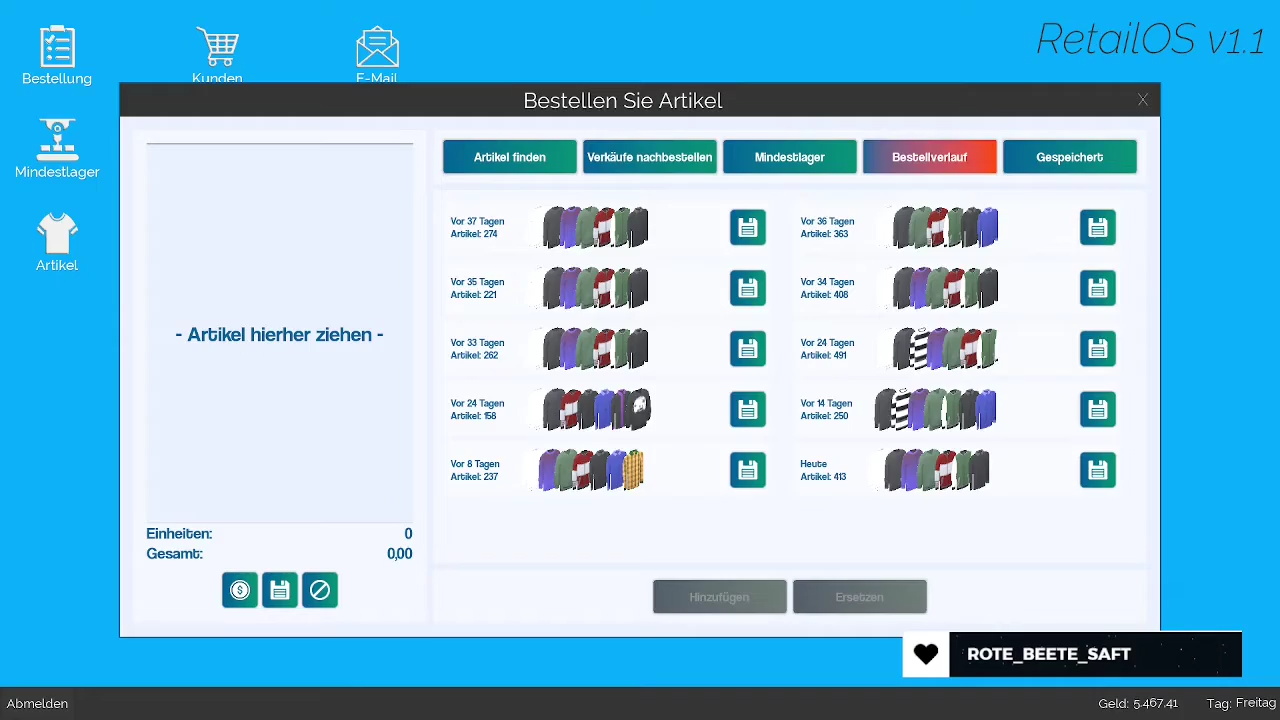 RetailOS v1.1
Bestellung
Kunden
E-Mail
Mindestlager
Artikel
Bestellen Sie Artikel
X
Artikel finden
Verkäufe nachbestellen
Mindestlager
Bestellverlauf
Gespeichert
- Artikel hierher ziehen -
Vor 37 Tagen
Artikel: 274
Vor 36 Tagen
Artikel: 363
Vor 35 Tagen
Artikel: 221
Vor 34 Tagen
Artikel: 408
Vor 33 Tagen
Artikel: 262
Vor 24 Tagen
Artikel: 491
Vor 24 Tagen
Artikel: 158
Vor 14 Tagen
Artikel: 250
Vor 8 Tagen
Artikel: 237
Heute
Artikel: 413
Einheiten: 0
Gesamt: 0,00
Hinzufügen
Ersetzen
ROTE_BEETE_SAFT
Abmelden
Geld: 5.467.41
Tag: Freitag